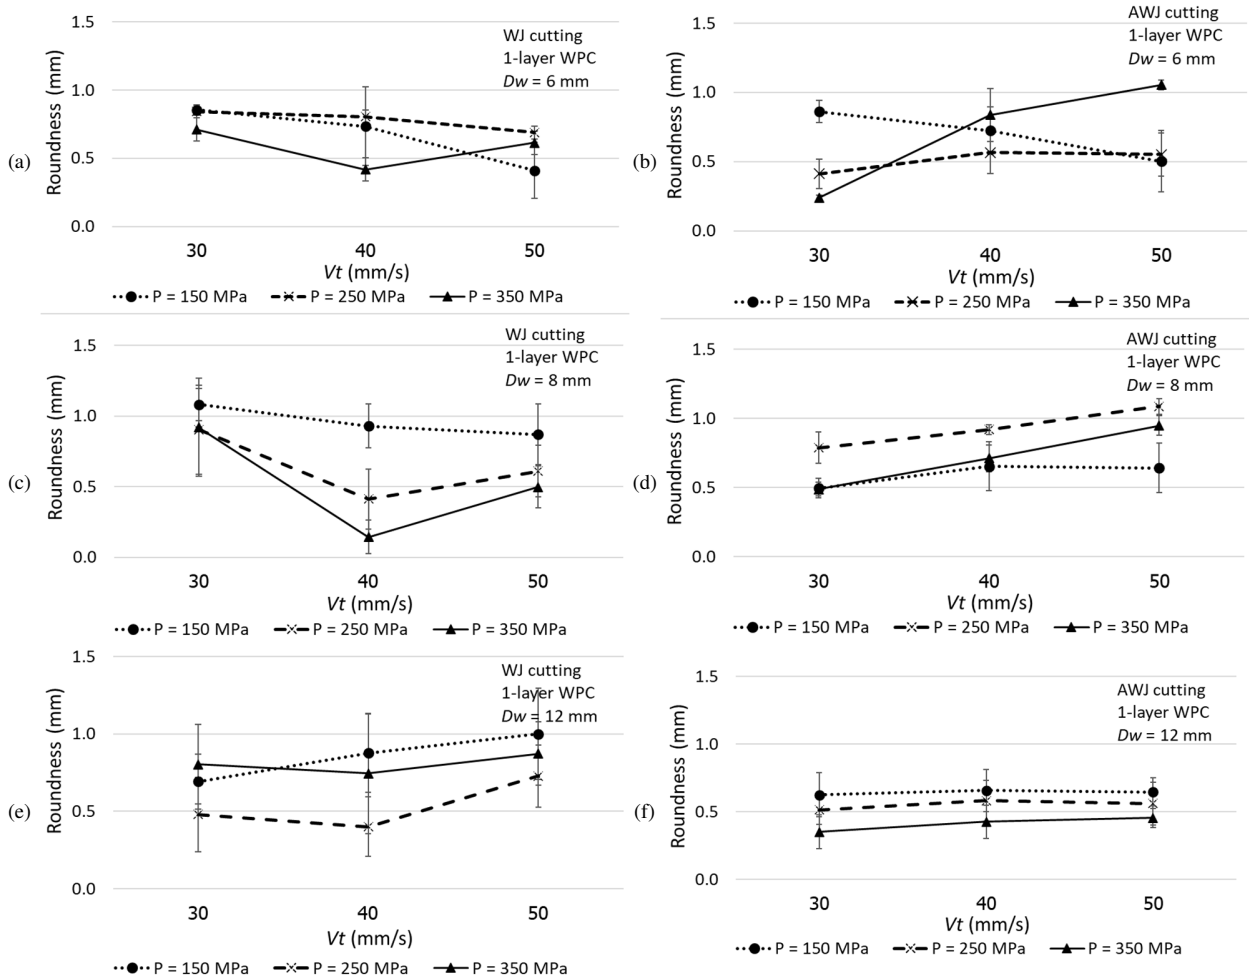 (a)
Roundness (mm)
1.5
1.0
0.5
0.0
WJ cutting
1-layer WPC
Dw = 6 mm
30 40 50
Vt (mm/s)
P = 150 MPa P = 250 MPa P = 350 MPa
(b)
Roundness (mm)
1.5
1.0
0.5
0.0
AWJ cutting
1-layer WPC
Dw = 6 mm
30 40 50
Vt (mm/s)
P = 150 MPa P = 250 MPa P = 350 MPa
(c)
Roundness (mm)
1.5
1.0
0.5
0.0
WJ cutting
1-layer WPC
Dw = 8 mm
30 40 50
Vt (mm/s)
P = 150 MPa P = 250 MPa P = 350 MPa
(d)
Roundness (mm)
1.5
1.0
0.5
0.0
AWJ cutting
1-layer WPC
Dw = 8 mm
30 40 50
Vt (mm/s)
P = 150 MPa P = 250 MPa P = 350 MPa
(e)
Roundness (mm)
1.5
1.0
0.5
0.0
WJ cutting
1-layer WPC
Dw = 12 mm
30 40 50
Vt (mm/s)
P = 150 MPa P = 250 MPa P = 350 MPa
(f)
Roundness (mm)
1.5
1.0
0.5
0.0
AWJ cutting
1-layer WPC
Dw = 12 mm
30 40 50
Vt (mm/s)
P = 150 MPa P = 250 MPa P = 350 MPa